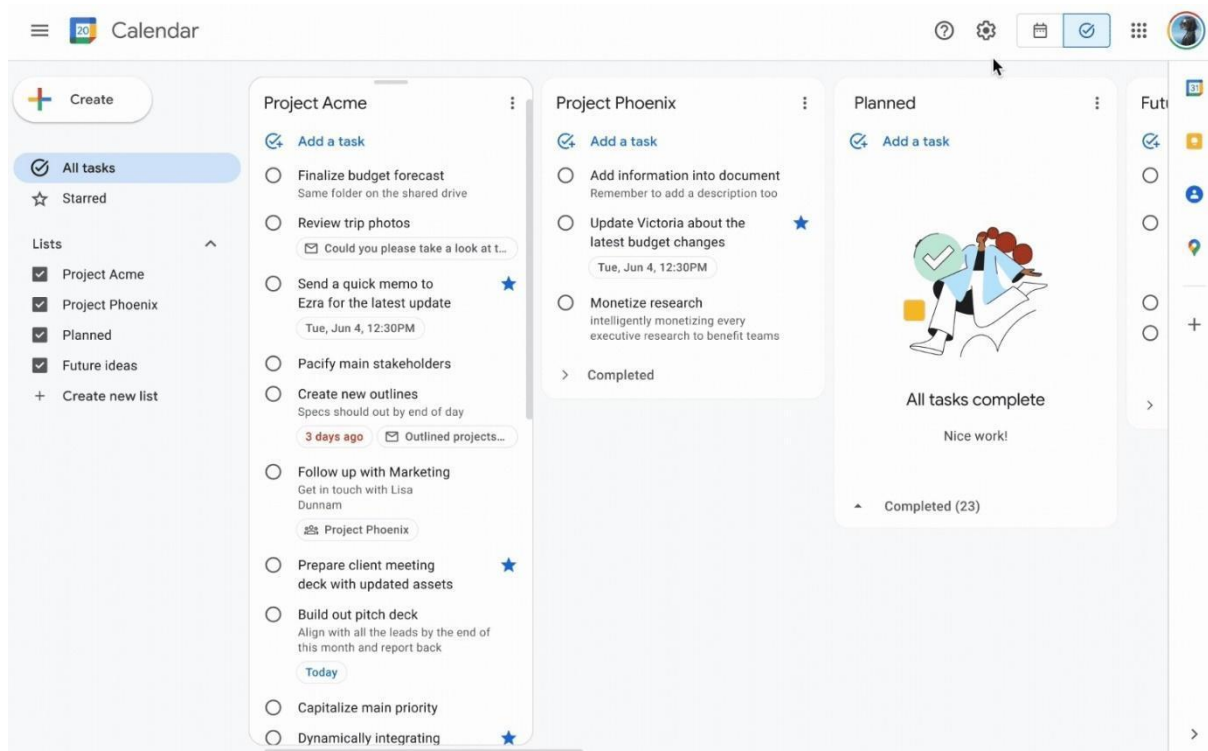 20
Calendar
Create
All tasks
Starred
Lists
Project Acme
Project Phoenix
Planned
Future ideas
Create new list
Project Acme
Add a task
Finalize budget forecast
Same folder on the shared drive
Review trip photos
Could you please take a look at t...
Send a quick memo to
Ezra for the latest update
Tue, Jun 4, 12:30PM
Pacify main stakeholders
Create new outlines
Specs should out by end of day
3 days ago
Outlined projects...
Follow up with Marketing
Get in touch with Lisa
Dunnam
Project Phoenix
Prepare client meeting
deck with updated assets
Build out pitch deck
Align with all the leads by the end of
this month and report back
Today
Capitalize main priority
Dynamically integrating
Project Phoenix
Add a task
Add information into document
Remember to add a description too
Update Victoria about the
latest budget changes
Tue, Jun 4, 12:30PM
Monetize research
intelligently monetizing every
executive research to benefit teams
Completed
Planned
Add a task
All tasks complete
Nice work!
Completed (23)
Futu
31